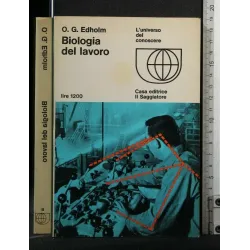 O. G. Edholm
Biologia
del lavoro
L'universo
del
conoscere
lire 1200
Casa editrice
Il Saggiatore
O. G. Edholm
Biologia del lavoro